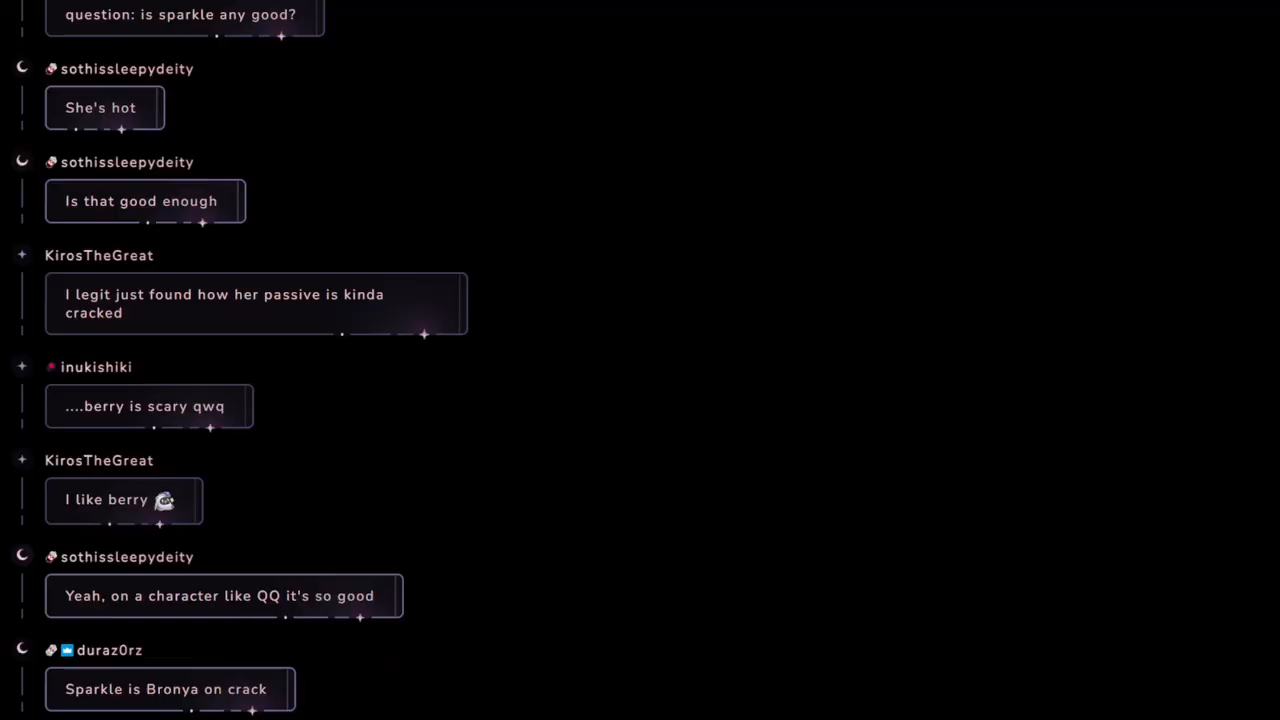 question: is sparkle any good?
sothissleepydeity
She's hot
sothissleepydeity
Is that good enough
KirosTheGreat
I legit just found how her passive is kinda
cracked
inukishiki
....berry is scary qwq
KirosTheGreat
I like berry
sothissleepydeity
Yeah, on a character like QQ it's so good
duraz0rz
Sparkle is Bronya on crack